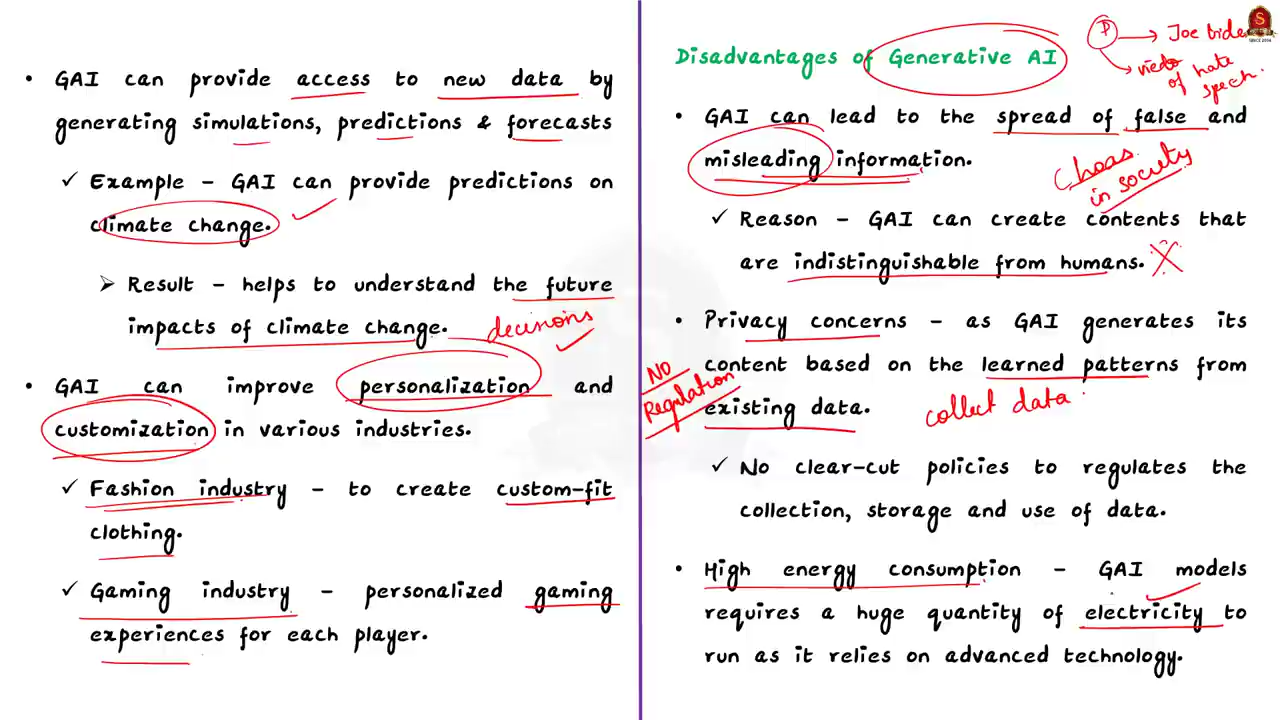 • GAI can provide access to new data by
generating simulations, predictions & forecasts
✓ Example – GAI can provide predictions on
climate change.
➢ Result – helps to understand the future
impacts of climate change.
decisions
• GAI can improve personalization and
customization in various industries.
✓ Fashion industry – to create custom-fit
clothing.
✓ Gaming industry – personalized gaming
experiences for each player.
Disadvantages of Generative AI
P → Joe bide
→ viedo of hate
speech.
• GAI can lead to the spread of false and
misleading information.
Choas
in society
✓ Reason – GAI can create contents that
are indistinguishable from humans.
• Privacy concerns – as GAI generates its
content based on the learned patterns from
existing data.
NO
Regulation
collect data
✓ No clear-cut policies to regulates the
collection, storage and use of data.
• High energy consumption – GAI models
requires a huge quantity of electricity to
run as it relies on advanced technology.
S
SINCE 2004